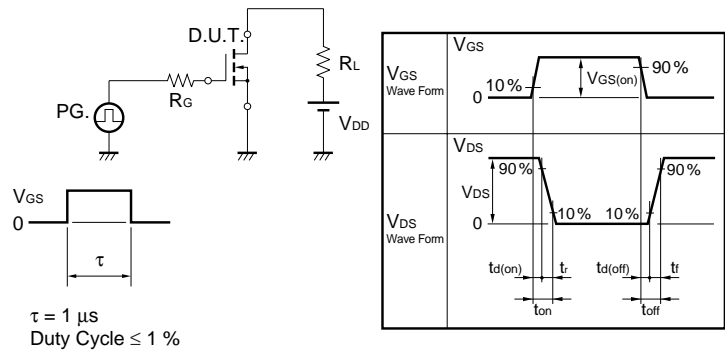 D.U.T.
RL
RG
PG.
VDD
VGS
0
τ
τ = 1 μs
Duty Cycle ≤ 1 %
VGS
Wave Form
VGS
10 %
VGS(on)
90 %
0
VDS
Wave Form
VDS
90 %
VDS
90 %
10 %
10 %
0
td(on)
tr
td(off)
tf
ton
toff